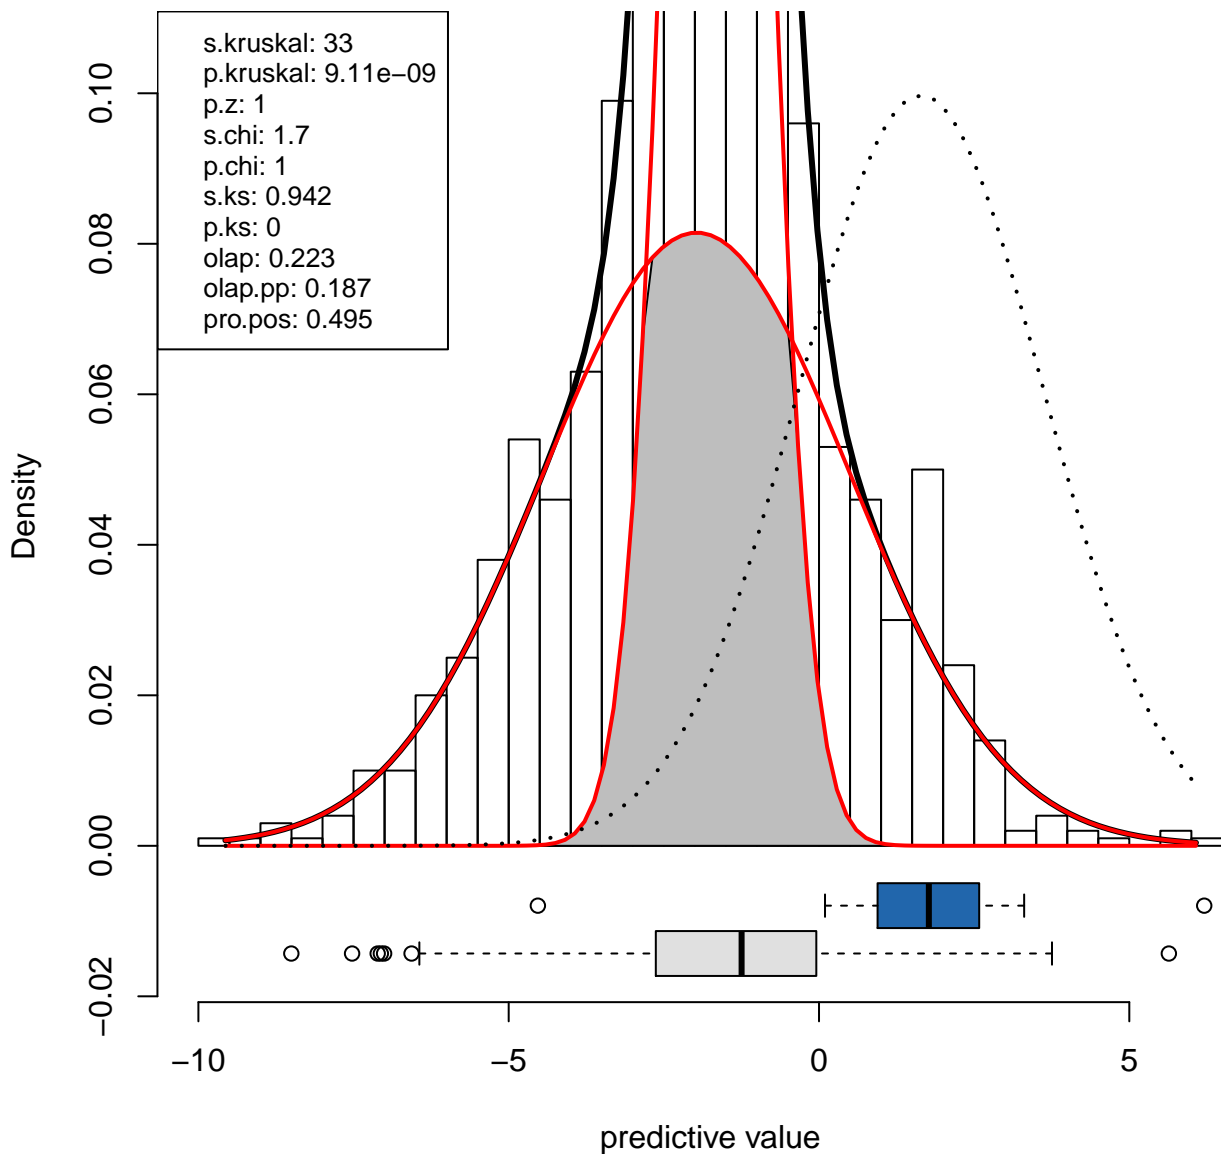 s.kruskal: 33
p.kruskal: 9.11e−09
p.z: 1
s.chi: 1.7
p.chi: 1
s.ks: 0.942
p.ks: 0
olap: 0.223
olap.pp: 0.187
pro.pos: 0.495
0.10
0.08
0.06
0.04
0.02
0.00
−0.02
Density
−10
−5
0
5
predictive value